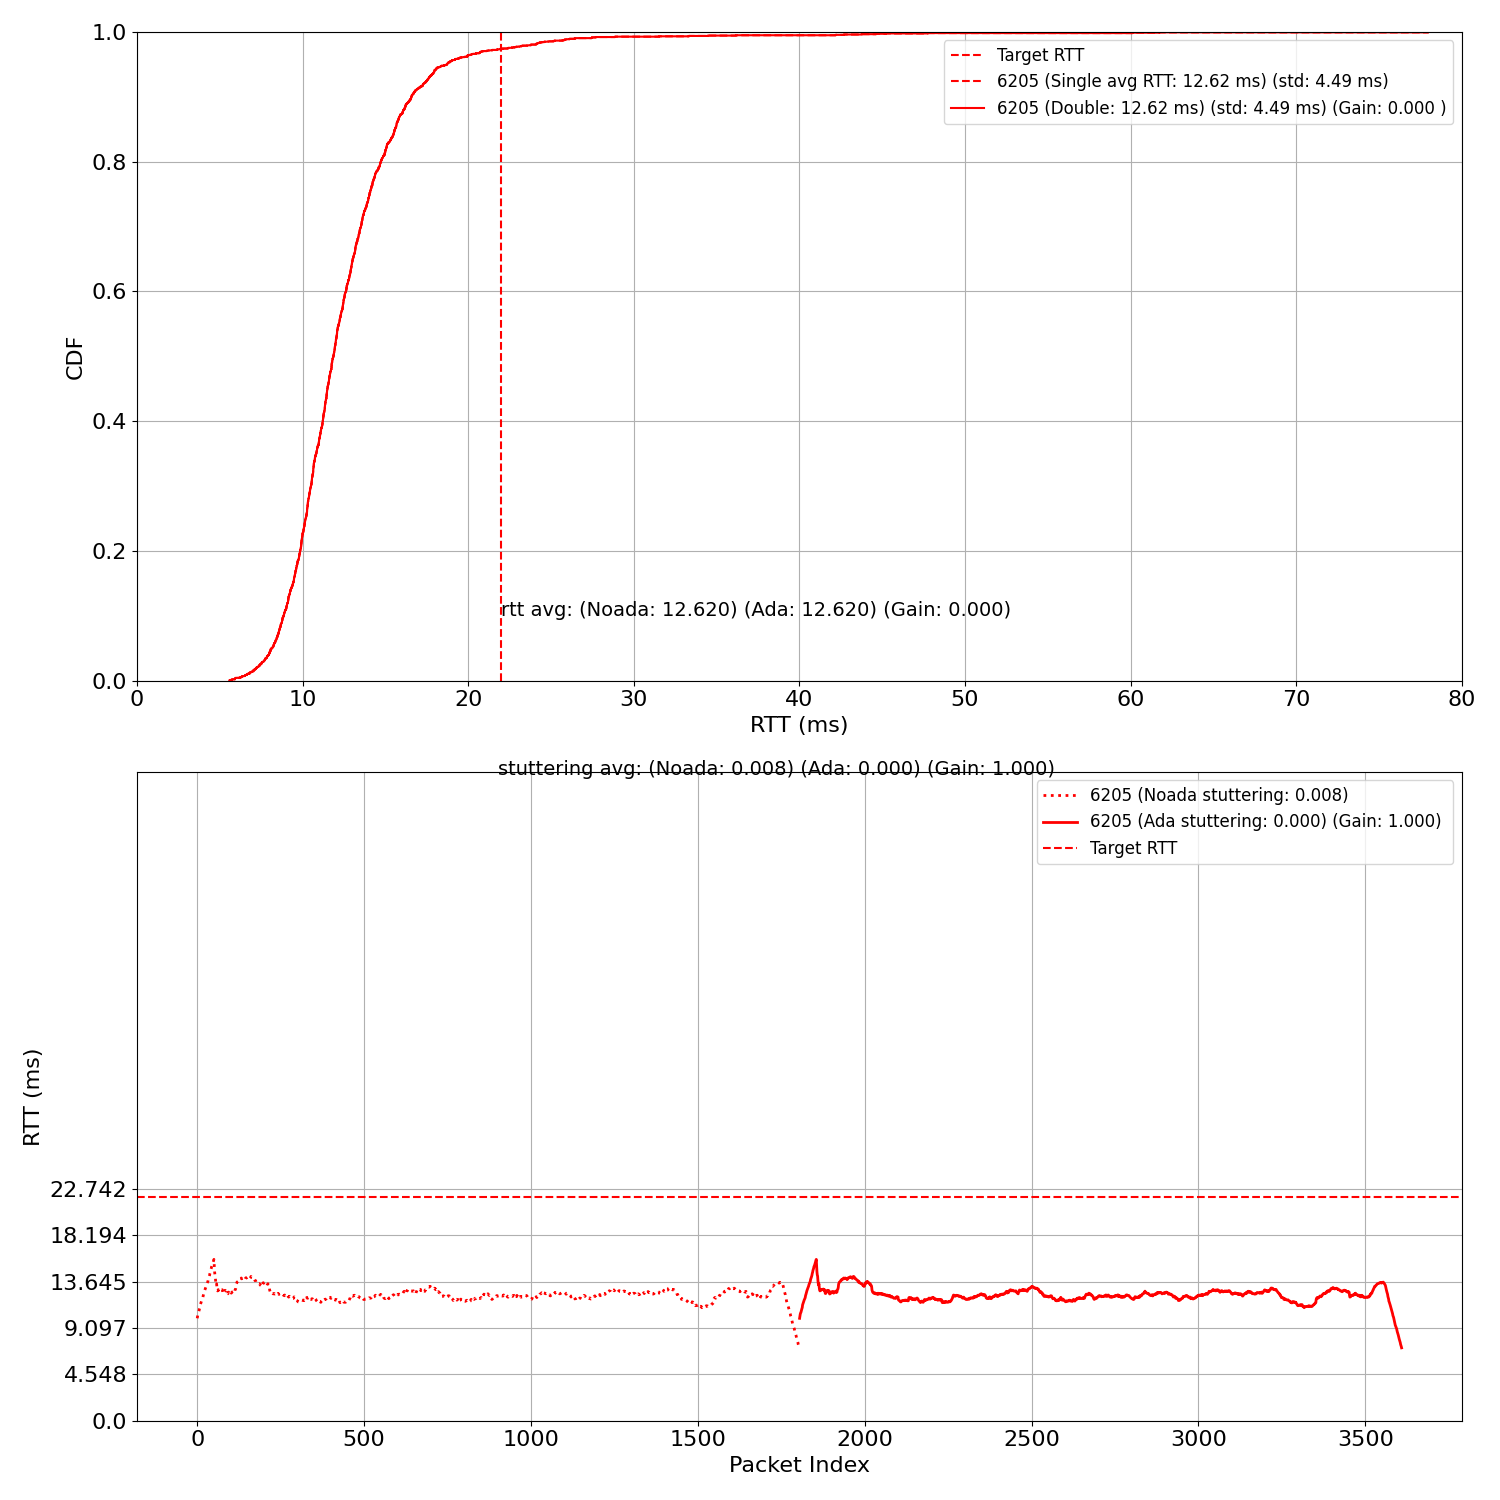 1.0
0.8
0.6
0.4
0.2
0.0
CDF
Target RTT
6205 (Single avg RTT: 12.62 ms) (std: 4.49 ms)
6205 (Double: 12.62 ms) (std: 4.49 ms) (Gain: 0.000 )
rtt avg: (Noada: 12.620) (Ada: 12.620) (Gain: 0.000)
0 10 20 30 40 50 60 70 80
RTT (ms)
stuttering avg: (Noada: 0.008) (Ada: 0.000) (Gain: 1.000)
6205 (Noada stuttering: 0.008)
6205 (Ada stuttering: 0.000) (Gain: 1.000)
Target RTT
RTT (ms)
22.742
18.194
13.645
9.097
4.548
0.0
0 500 1000 1500 2000 2500 3000 3500
Packet Index